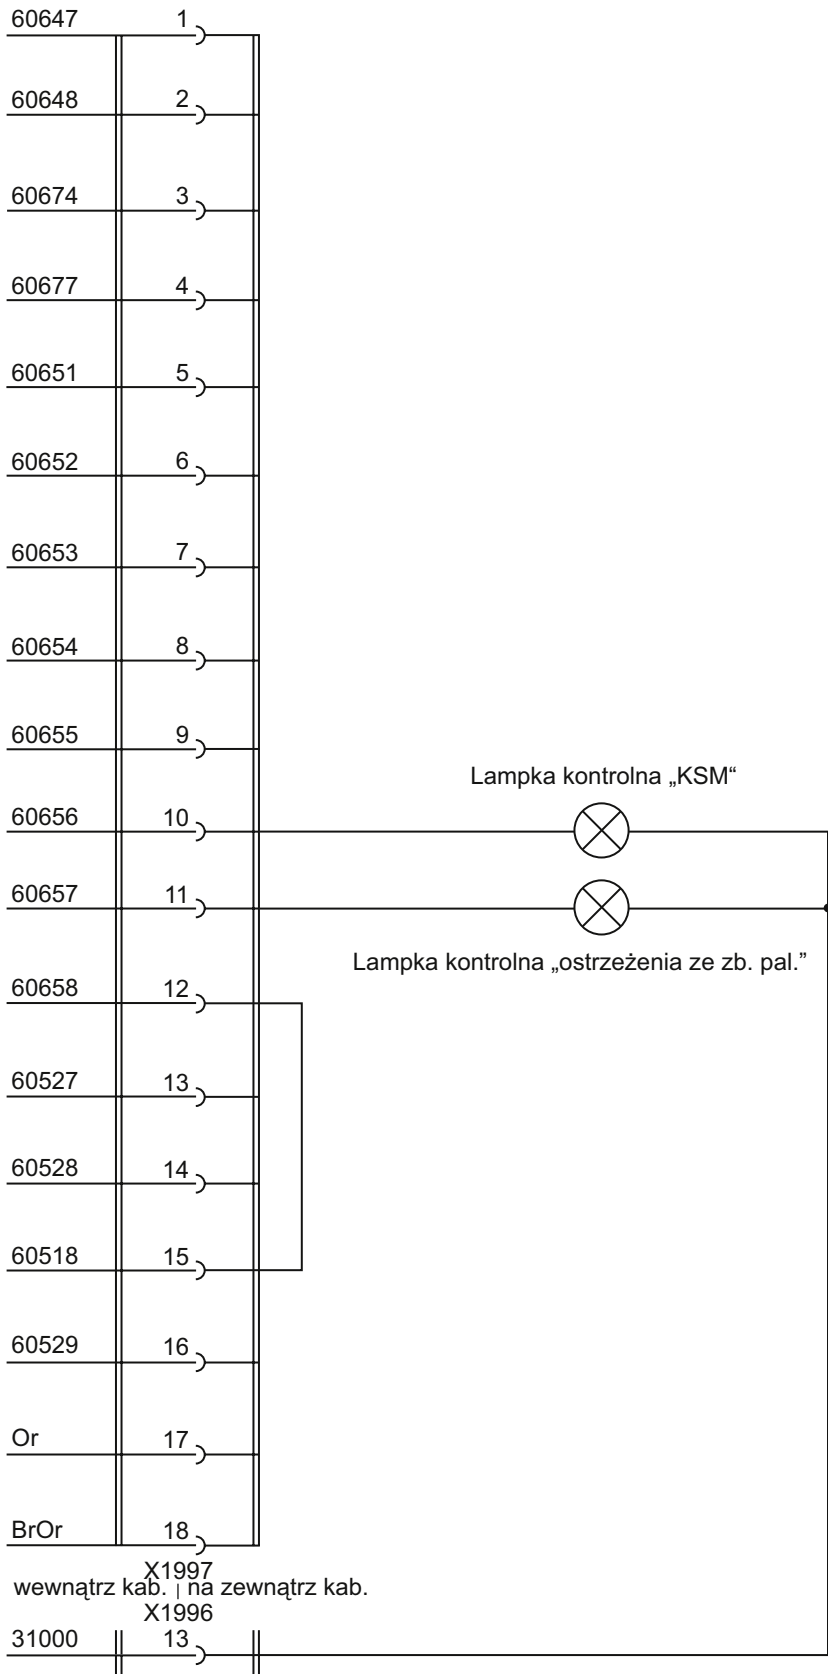 60647 1
60648 2
60674 3
60677 4
60651 5
60652 6
60653 7
60654 8
60655 9
Lampka kontrolna „KSM“
60656 10
60657 11
Lampka kontrolna „ostrzeżenia ze zb. pal.”
60658 12
60527 13
60528 14
60518 15
60529 16
Or 17
BrOr 18
X1997
wewnątrz kab. | na zewnątrz kab.
X1996
31000 13